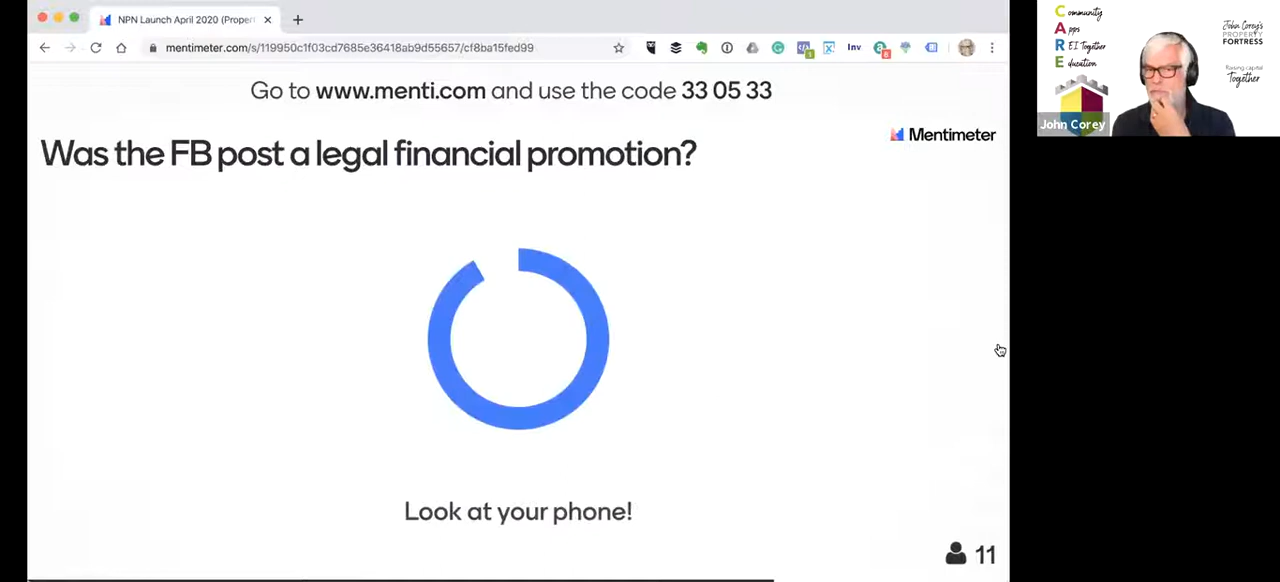 NPN Launch April 2020 (Proper
mentimeter.com/s/119950c1f03cd7685e36418ab9d55657/cf8ba15fed99
Inv
Go to www.menti.com and use the code 33 05 33
Was the FB post a legal financial promotion?
Mentimeter
Look at your phone!
11
Community
Apps
R.E.I. Together
Education
John Corey's
PROPERTY
FORTRESS
Raising capital
Together
John Corey